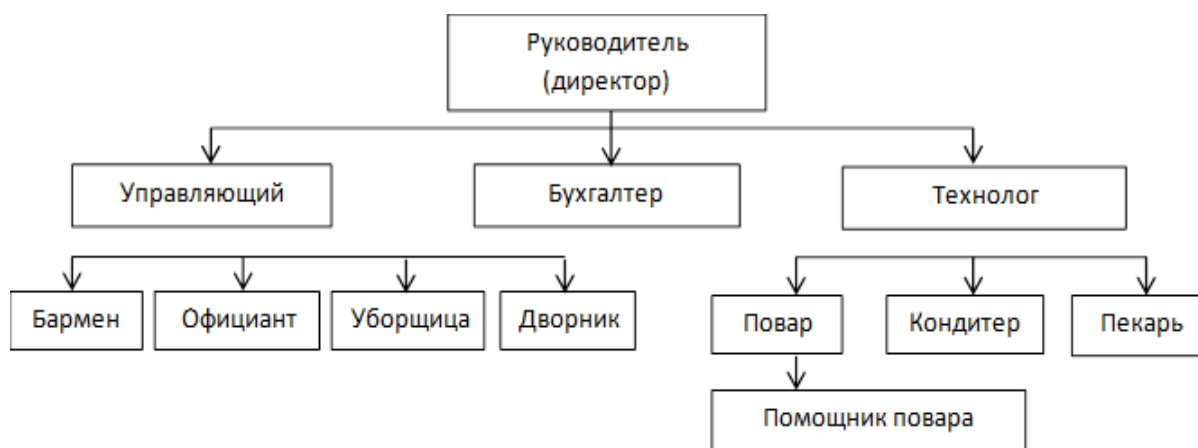 Руководитель
(директор)
Управляющий
Бухгалтер
Технолог
Бармен
Официант
Уборщица
Дворник
Повар
Кондитер
Пекарь
Помощник повара